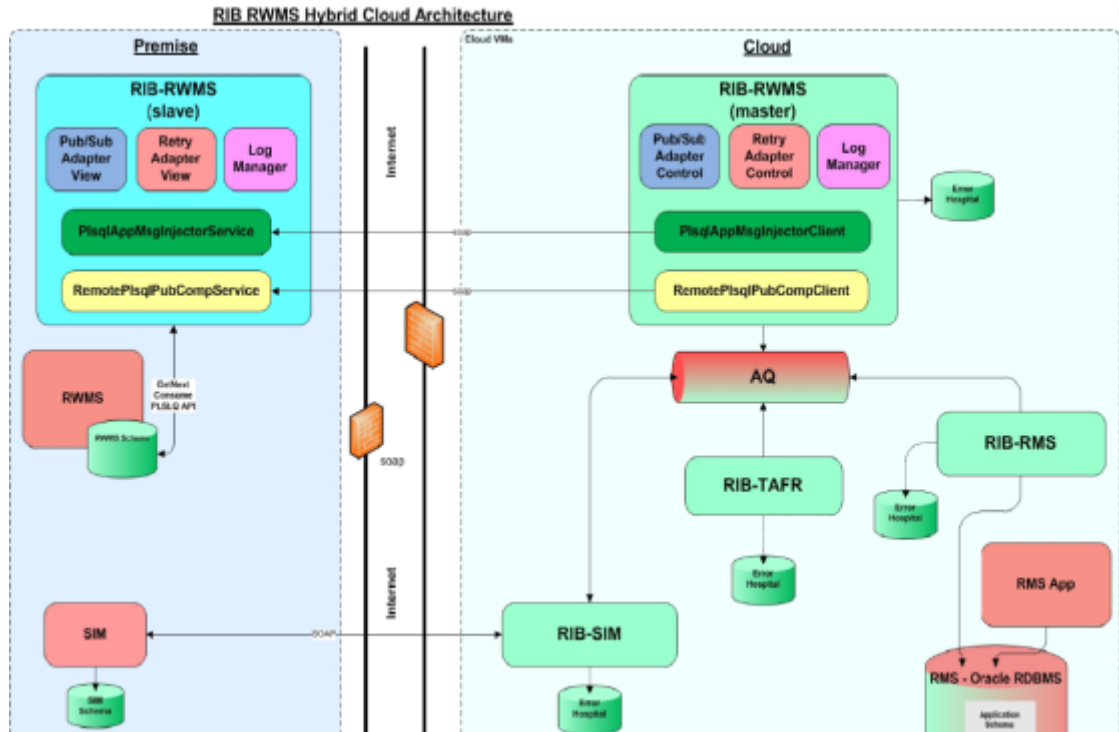 RIB RWMS Hybrid Cloud Architecture
Premise
RIB-RWMS
(slave)
Pub/Sub
Adapter
View
Retry
Adapter
View
Log
Manager
PlsqlAppMsgInjectorService
RemotePlsqlPubCompService
RWMS
RWMS Schema
GetNext
Consume
PLSLQ API
SIM
SIM
Schema
Internet
soap
soap
soap
Internet
SOAP
Cloud VMs
Cloud
RIB-RWMS
(master)
Pub/Sub
Adapter
Control
Retry
Adapter
Control
Log
Manager
PlsqlAppMsgInjectorClient
RemotePlsqlPubCompClient
Error
Hospital
AQ
RIB-RMS
RIB-TAFR
Error
Hospital
Error
Hospital
RMS App
RIB-SIM
Error
Hospital
RMS - Oracle RDBMS
Application
Schema